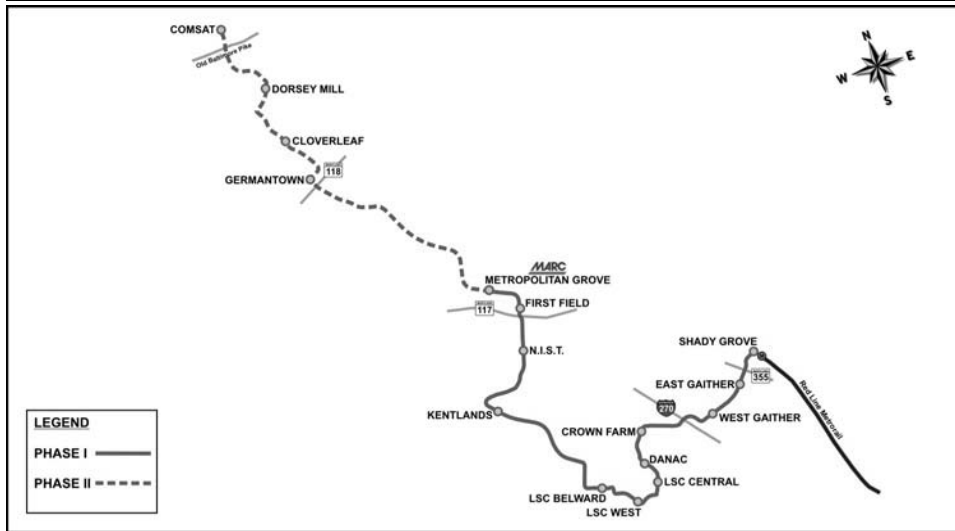 COMSAT
Old Baltimore Pike
DORSEY MILL
CLOVERLEAF
118
GERMANTOWN
MARC
METROPOLITAN GROVE
FIRST FIELD
117
N.I.S.T.
KENTLANDS
SHADY GROVE
355
EAST GAITHER
WEST GAITHER
270
CROWN FARM
DANAC
LSC CENTRAL
LSC BELWARD
LSC WEST
Red Line Metrorail
N
E
W
S
LEGEND
PHASE I
PHASE II